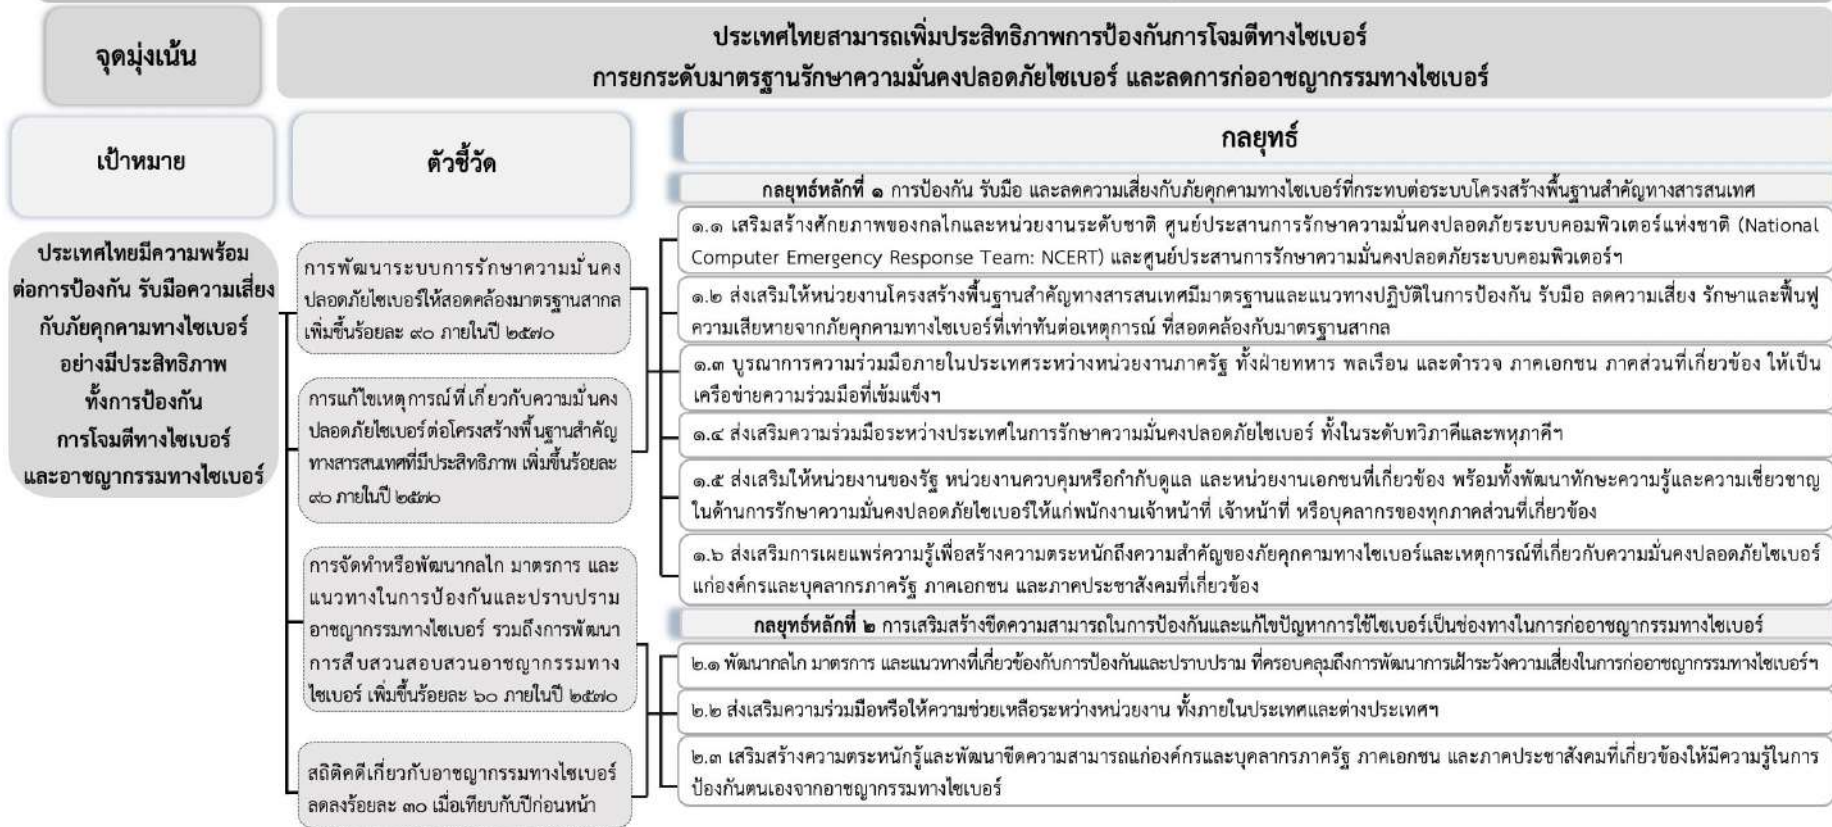 จุดมุ่งเน้น
ประเทศไทยสามารถเพิ่มประสิทธิภาพการป้องกันการโจมตีทางไซเบอร์
การยกระดับมาตรฐานรักษาความมั่นคงปลอดภัยไซเบอร์ และลดการก่ออาชญากรรมทางไซเบอร์
เป้าหมาย
ตัวชี้วัด
กลยุทธ์
ประเทศไทยมีความพร้อม
ต่อการป้องกัน รับมือความเสี่ยง
กับภัยคุกคามทางไซเบอร์
อย่างมีประสิทธิภาพ
ทั้งการป้องกัน
การโจมตีทางไซเบอร์
และอาชญากรรมทางไซเบอร์
การพัฒนาระบบการรักษาความมั่นคง
ปลอดภัยไซเบอร์ให้สอดคล้องมาตรฐานสากล
เพิ่มขึ้นร้อยละ ๙๐ ภายในปี ๒๕๗๐
การแก้ไขเหตุการณ์ที่เกี่ยวกับความมั่นคง
ปลอดภัยไซเบอร์ต่อโครงสร้างพื้นฐานสำคัญ
ทางสารสนเทศที่มีประสิทธิภาพ เพิ่มขึ้นร้อยละ
๙๐ ภายในปี ๒๕๗๐
การจัดทำหรือพัฒนากลไก มาตรการ และ
แนวทางในการป้องกันและปราบปราม
อาชญากรรมทางไซเบอร์ รวมถึงการพัฒนา
การสืบสวนสอบสวนอาชญากรรมทาง
ไซเบอร์ เพิ่มขึ้นร้อยละ ๖๐ ภายในปี ๒๕๗๐
สถิติคดีเกี่ยวกับอาชญากรรมทางไซเบอร์
ลดลงร้อยละ ๓๐ เมื่อเทียบกับปีก่อนหน้า
กลยุทธ์หลักที่ ๑ การป้องกัน รับมือ และลดความเสี่ยงกับภัยคุกคามทางไซเบอร์ที่กระทบต่อระบบโครงสร้างพื้นฐานสำคัญทางสารสนเทศ
๑.๑ เสริมสร้างศักยภาพของกลไกและหน่วยงานระดับชาติ ศูนย์ประสานการรักษาความมั่นคงปลอดภัยระบบคอมพิวเตอร์แห่งชาติ (National
Computer Emergency Response Team: NCERT) และศูนย์ประสานการรักษาความมั่นคงปลอดภัยระบบคอมพิวเตอร์ฯ
๑.๒ ส่งเสริมให้หน่วยงานโครงสร้างพื้นฐานสำคัญทางสารสนเทศมีมาตรฐานและแนวทางปฏิบัติในการป้องกัน รับมือ ลดความเสี่ยง รักษาและฟื้นฟู
ความเสียหายจากภัยคุกคามทางไซเบอร์ที่เท่าทันต่อเหตุการณ์ ที่สอดคล้องกับมาตรฐานสากล
๑.๓ บูรณาการความร่วมมือภายในประเทศระหว่างหน่วยงานภาครัฐ ทั้งฝ่ายทหาร พลเรือน และตำรวจ ภาคเอกชน ภาคส่วนที่เกี่ยวข้อง ให้เป็น
เครือข่ายความร่วมมือที่เข้มแข็งฯ
๑.๔ ส่งเสริมความร่วมมือระหว่างประเทศในการรักษาความมั่นคงปลอดภัยไซเบอร์ ทั้งในระดับทวิภาคีและพหุภาคีฯ
๑.๕ ส่งเสริมให้หน่วยงานของรัฐ หน่วยงานควบคุมหรือกำกับดูแล และหน่วยงานเอกชนที่เกี่ยวข้อง พร้อมทั้งพัฒนาทักษะความรู้และความเชี่ยวชาญ
ในด้านการรักษาความมั่นคงปลอดภัยไซเบอร์ให้แก่พนักงานเจ้าหน้าที่ เจ้าหน้าที่ หรือบุคลากรของทุกภาคส่วนที่เกี่ยวข้อง
๑.๖ ส่งเสริมการเผยแพร่ความรู้เพื่อสร้างความตระหนักถึงความสำคัญของภัยคุกคามทางไซเบอร์และเหตุการณ์ที่เกี่ยวกับความมั่นคงปลอดภัยไซเบอร์
แก่องค์กรและบุคลากรภาครัฐ ภาคเอกชน และภาคประชาสังคมที่เกี่ยวข้อง
กลยุทธ์หลักที่ ๒ การเสริมสร้างขีดความสามารถในการป้องกันและแก้ไขปัญหาการใช้ไซเบอร์เป็นช่องทางในการก่ออาชญากรรมทางไซเบอร์
๒.๑ พัฒนากลไก มาตรการ และแนวทางที่เกี่ยวข้องกับการป้องกันและปราบปราม ที่ครอบคลุมถึงการพัฒนาการเฝ้าระวังความเสี่ยงในการก่ออาชญากรรมทางไซเบอร์ฯ
๒.๒ ส่งเสริมความร่วมมือหรือให้ความช่วยเหลือระหว่างหน่วยงาน ทั้งภายในประเทศและต่างประเทศฯ
๒.๓ เสริมสร้างความตระหนักรู้และพัฒนาขีดความสามารถแก่องค์กรและบุคลากรภาครัฐ ภาคเอกชน และภาคประชาสังคมที่เกี่ยวข้องให้มีความรู้ในการ
ป้องกันตนเองจากอาชญากรรมทางไซเบอร์